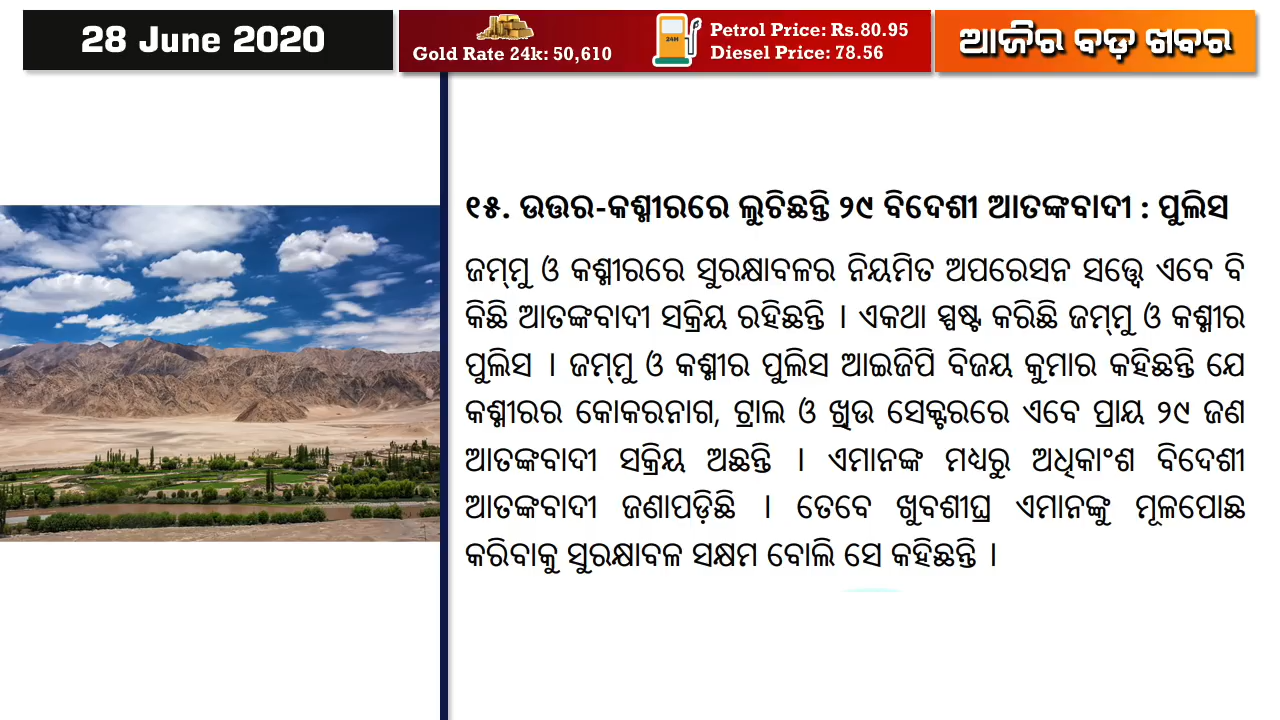 28 June 2020
Gold Rate 24k: 50,610
24H
Petrol Price: Rs.80.95
Diesel Price: 78.56
ଆଜିର ବଡ଼ ଖବର
୧୫. ଉତ୍ତର-କଶ୍ମୀରରେ ଲୁଚିଛନ୍ତି ୨୯ ବିଦେଶୀ ଆତଙ୍କବାଦୀ : ପୁଲିସ
ଜମ୍ମୁ ଓ କଶ୍ମୀରରେ ସୁରକ୍ଷାବଳର ନିୟମିତ ଅପରେସନ ସତ୍ତ୍ୱେ ଏବେ ବି
କିଛି ଆତଙ୍କବାଦୀ ସକ୍ରିୟ ରହିଛନ୍ତି । ଏକଥା ସ୍ପଷ୍ଟ କରିଛି ଜମ୍ମୁ ଓ କଶ୍ମୀର
ପୁଲିସ । ଜମ୍ମୁ ଓ କଶ୍ମୀର ପୁଲିସ ଆଇଜିପି ବିଜୟ କୁମାର କହିଛନ୍ତି ଯେ
କଶ୍ମୀରର କୋକରନାଗ, ଟ୍ରାଲ ଓ ଖ୍ରିଉ ସେକ୍ଟରରେ ଏବେ ପ୍ରାୟ ୨୯ ଜଣ
ଆତଙ୍କବାଦୀ ସକ୍ରିୟ ଅଛନ୍ତି । ଏମାନଙ୍କ ମଧ୍ୟରୁ ଅଧିକାଂଶ ବିଦେଶୀ
ଆତଙ୍କବାଦୀ ଜଣାପଡ଼ିଛି । ତେବେ ଖୁବଶୀଘ୍ର ଏମାନଙ୍କୁ ମୂଳପୋଛ
କରିବାକୁ ସୁରକ୍ଷାବଳ ସକ୍ଷମ ବୋଲି ସେ କହିଛନ୍ତି ।